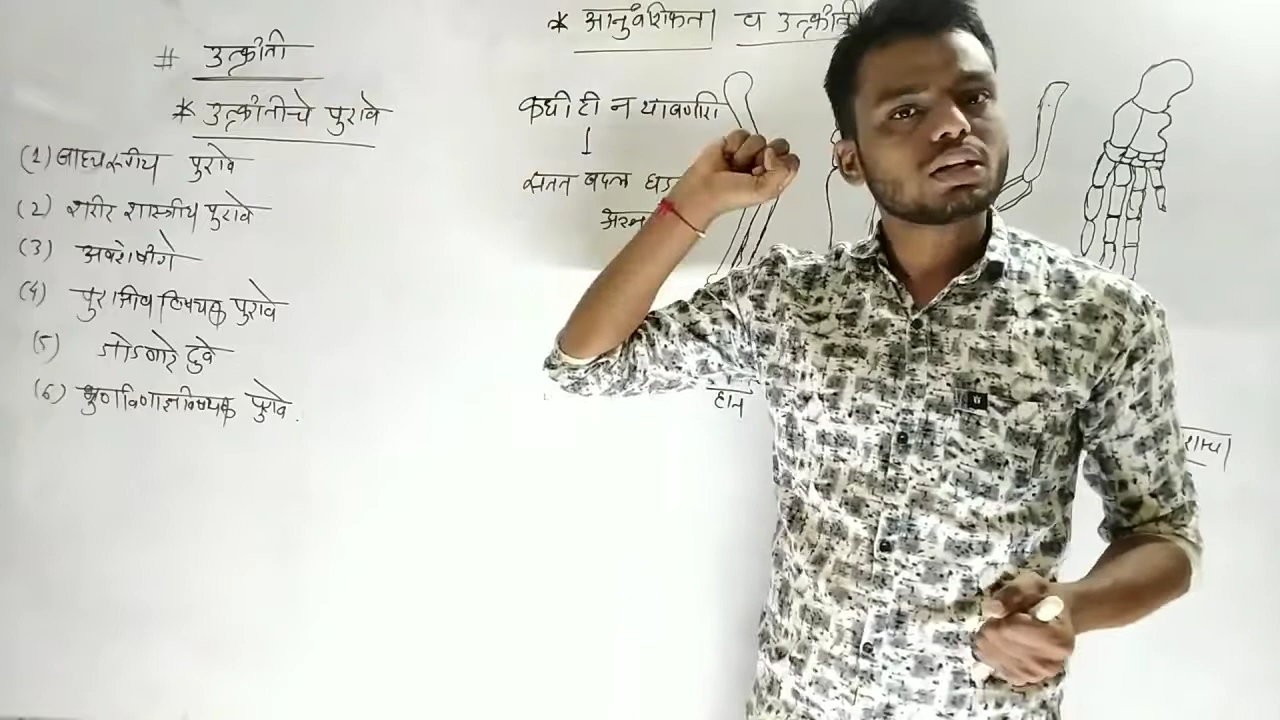 * आनुवंशिकता व उत्क्रांती
# उत्क्रांती
* उत्क्रांतीचे पुरावे
(1) बाह्यरूपीय पुरावे
(2) शरीर शास्त्रीय पुरावे
(3) अवशेषांगे
(4) पुराजीव विषयक पुरावे
(5) जोडणारे दुवे
(6) भ्रुणविज्ञानविषयक पुरावे.
कधी ही न थांबणारी
सतत बदल
हात